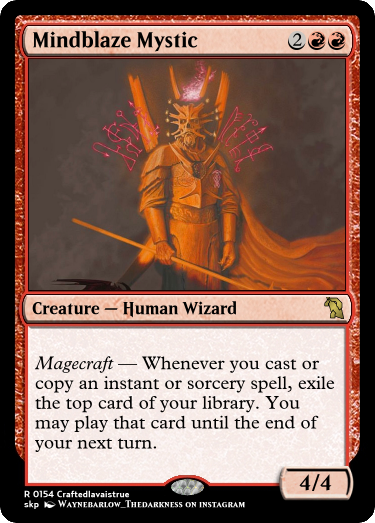 Mindblaze Mystic 2
Creature — Human Wizard
Magecraft — Whenever you cast or
copy an instant or sorcery spell, exile
the top card of your library. You
may play that card until the end of
your next turn.
4/4
R 0154 Craftedlavaistrue
skp Waynebarlow_Thedarkness on instagram